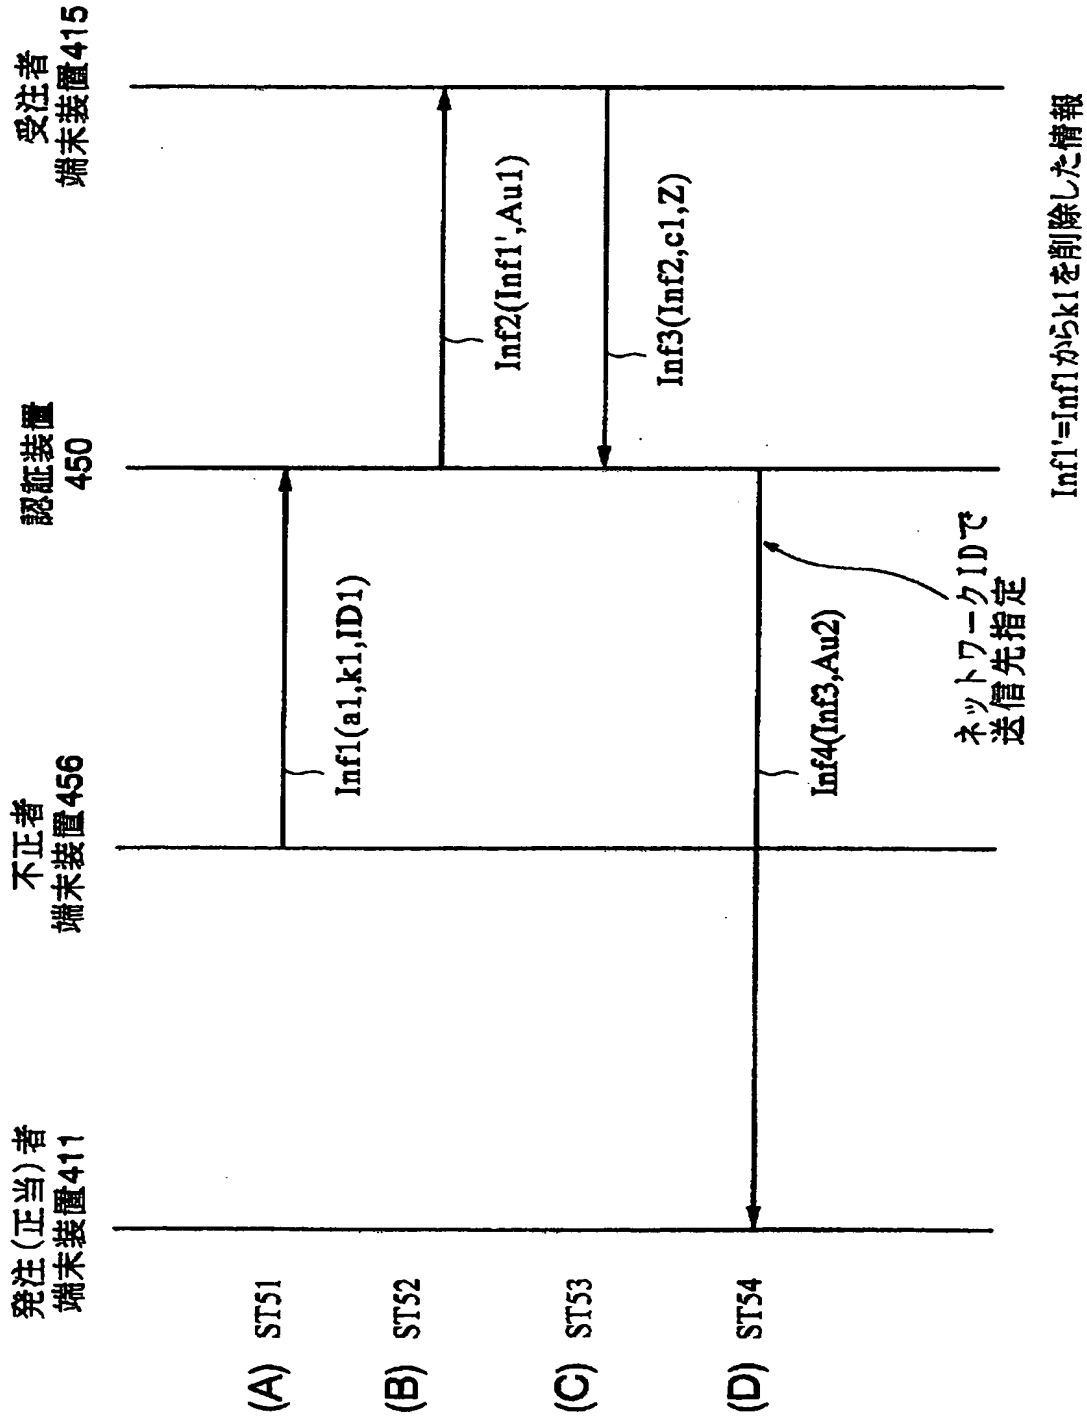 発注(正当)者
端末装置411
不正者
端末装置456
認証装置
450
受注者
端末装置415
(A) ST51
Inf1(a1,k1,ID1)
(B) ST52
Inf2(Inf1',Au1)
(C) ST53
Inf3(Inf2,c1,Z)
(D) ST54
Inf4(Inf3,Au2)
ネットワークIDで
送信先指定
Inf1'=Inf1からk1を削除した情報